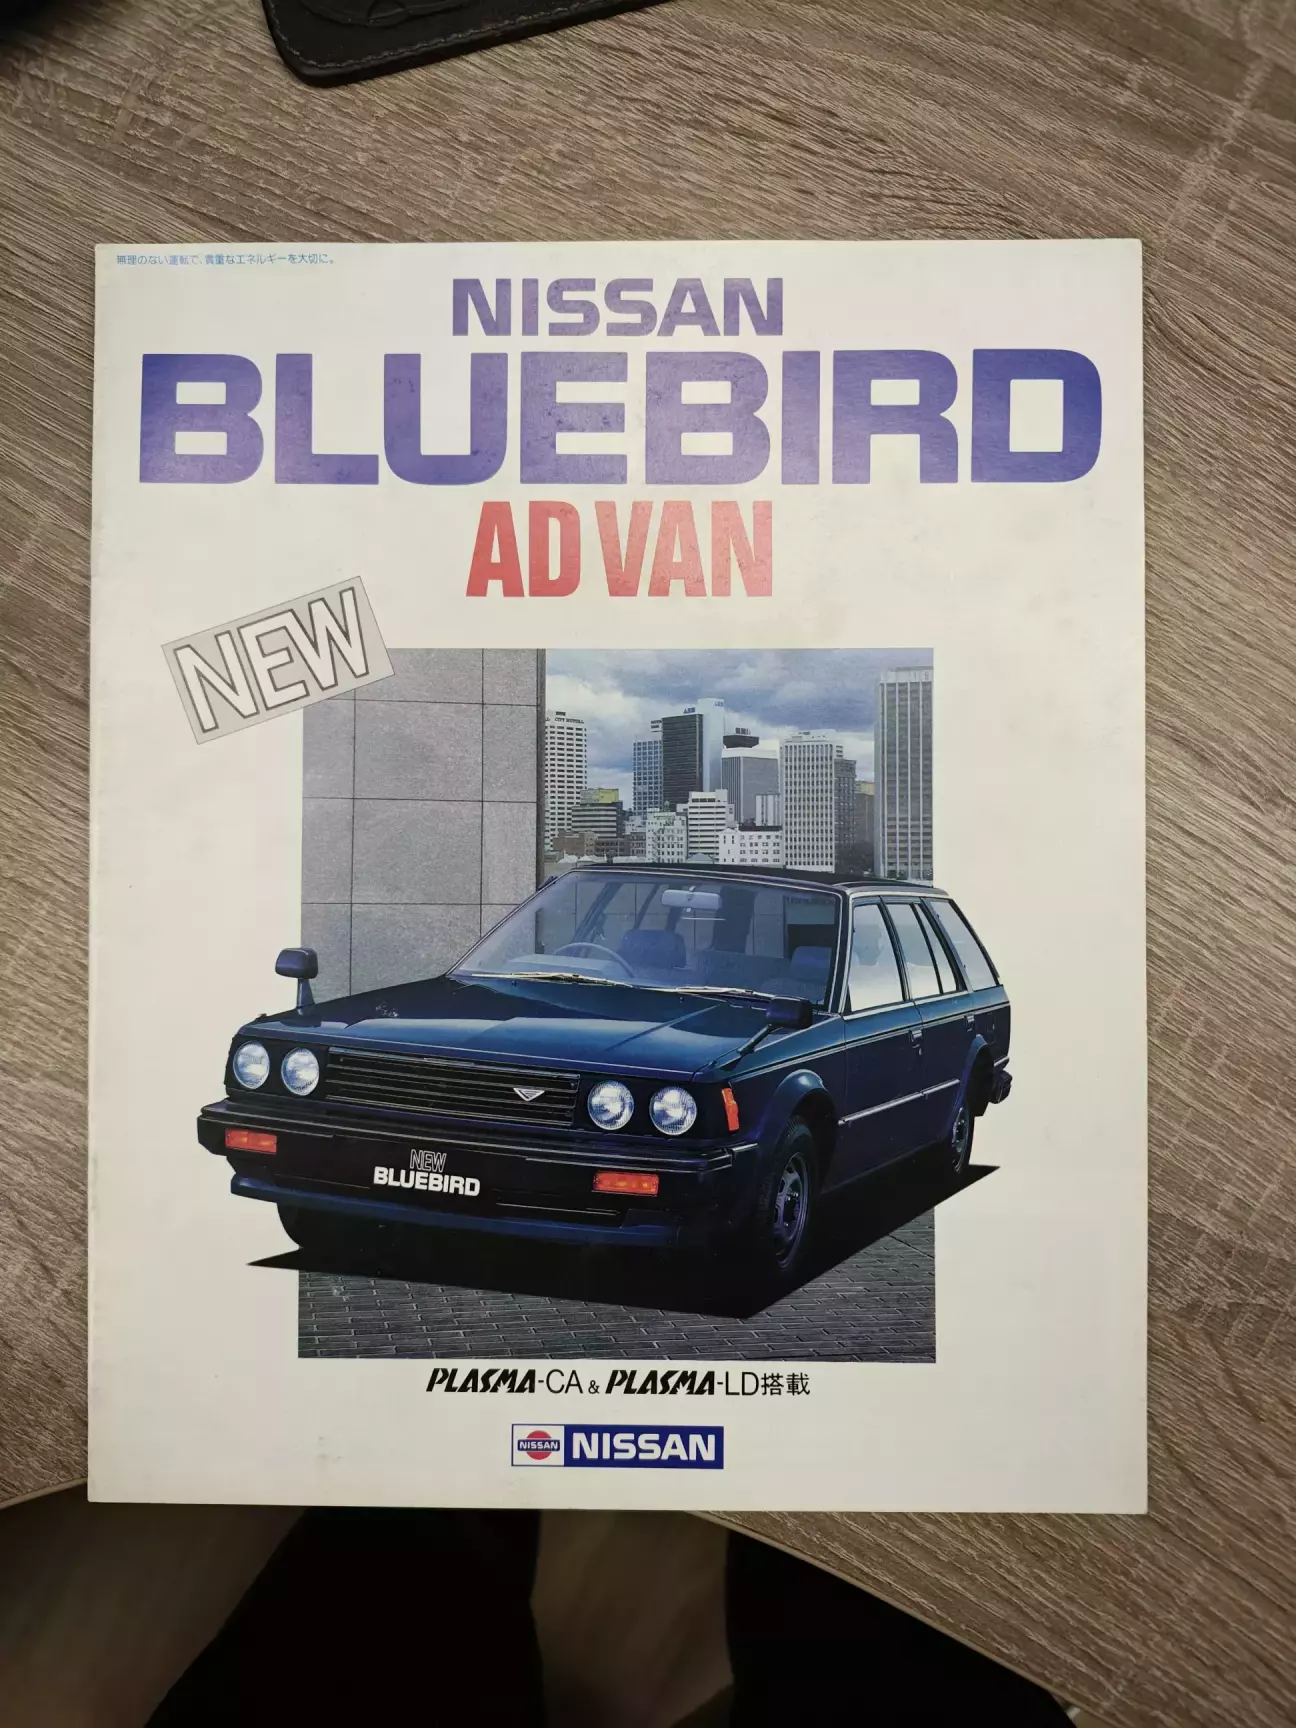 無理のない運転で、貴重なエネルギーを大切に。
NISSAN
BLUEBIRD
AD VAN
NEW
NEW
BLUEBIRD
PLASMA-CA & PLASMA-LD搭載
NISSAN NISSAN